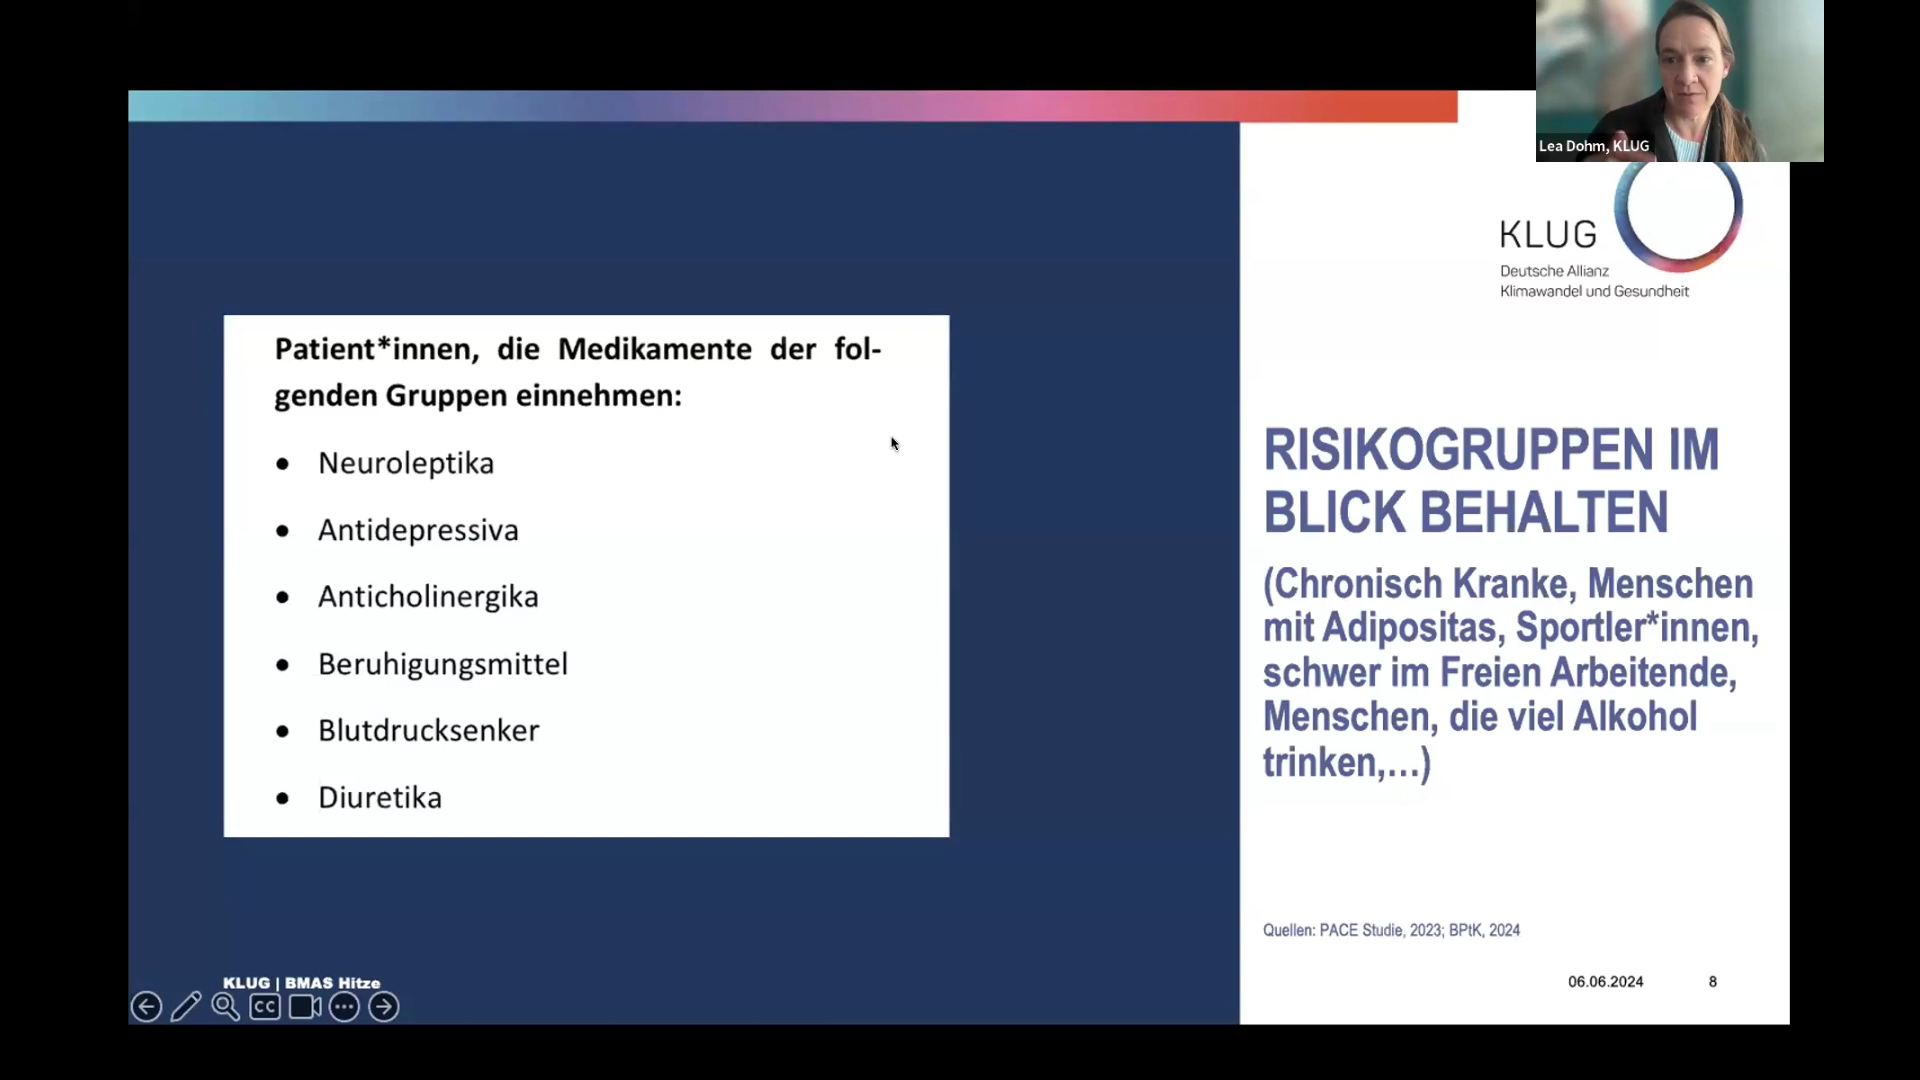 Lea Dohm, KLUG
KLUG
Deutsche Allianz
Klimawandel und Gesundheit
Patient*innen, die Medikamente der fol-
genden Gruppen einnehmen:
• Neuroleptika
• Antidepressiva
• Anticholinergika
• Beruhigungsmittel
• Blutdrucksenker
• Diuretika
RISIKOGRUPPEN IM
BLICK BEHALTEN
(Chronisch Kranke, Menschen
mit Adipositas, Sportler*innen,
schwer im Freien Arbeitende,
Menschen, die viel Alkohol
trinken,…)
Quellen: PACE Studie, 2023; BPtK, 2024
KLUG | BMAS Hitze
06.06.2024
8
CC